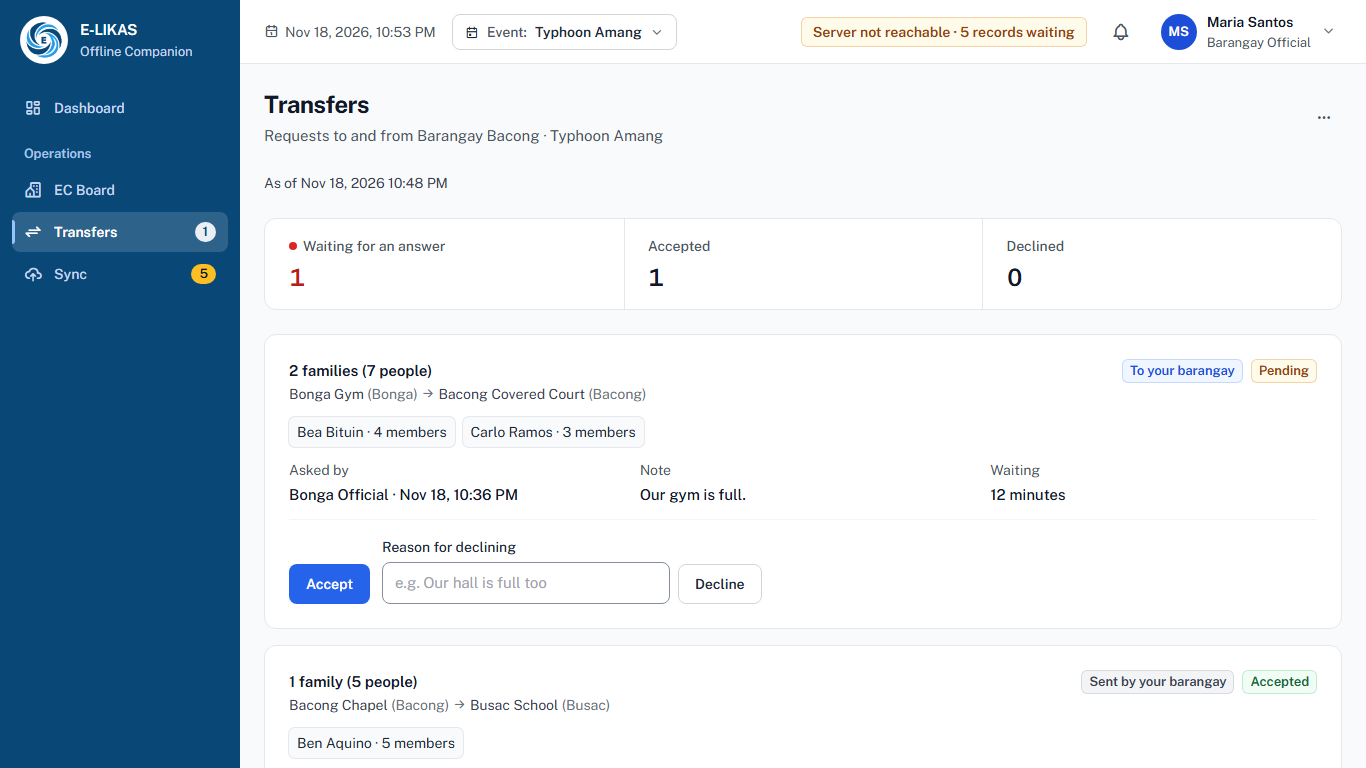 E-LIKAS
Offline Companion
Dashboard
Operations
EC Board
Transfers 1
Sync 5
Nov 18, 2026, 10:53 PM
Event: Typhoon Amang
Server not reachable · 5 records waiting
MS
Maria Santos
Barangay Official
Transfers
Requests to and from Barangay Bacong · Typhoon Amang
...
As of Nov 18, 2026 10:48 PM
Waiting for an answer
1
Accepted
1
Declined
0
2 families (7 people)
To your barangay
Pending
Bonga Gym (Bonga) → Bacong Covered Court (Bacong)
Bea Bituin · 4 members
Carlo Ramos · 3 members
Asked by
Bonga Official · Nov 18, 10:36 PM
Note
Our gym is full.
Waiting
12 minutes
Reason for declining
Accept
e.g. Our hall is full too
Decline
1 family (5 people)
Sent by your barangay
Accepted
Bacong Chapel (Bacong) → Busac School (Busac)
Ben Aquino · 5 members